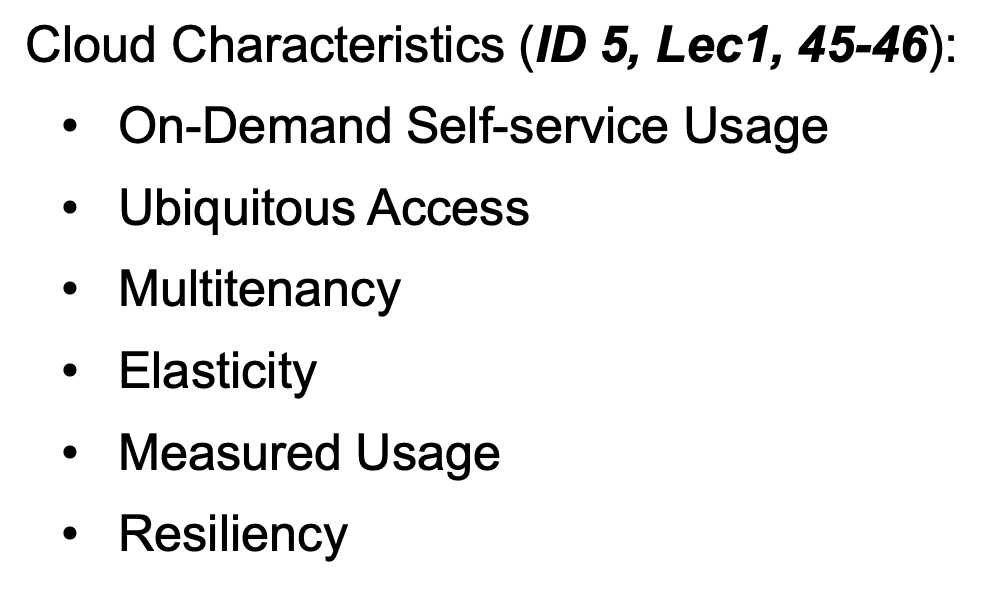 Cloud Characteristics (ID 5, Lec1, 45-46):
• On-Demand Self-service Usage
• Ubiquitous Access
• Multitenancy
• Elasticity
• Measured Usage
• Resiliency